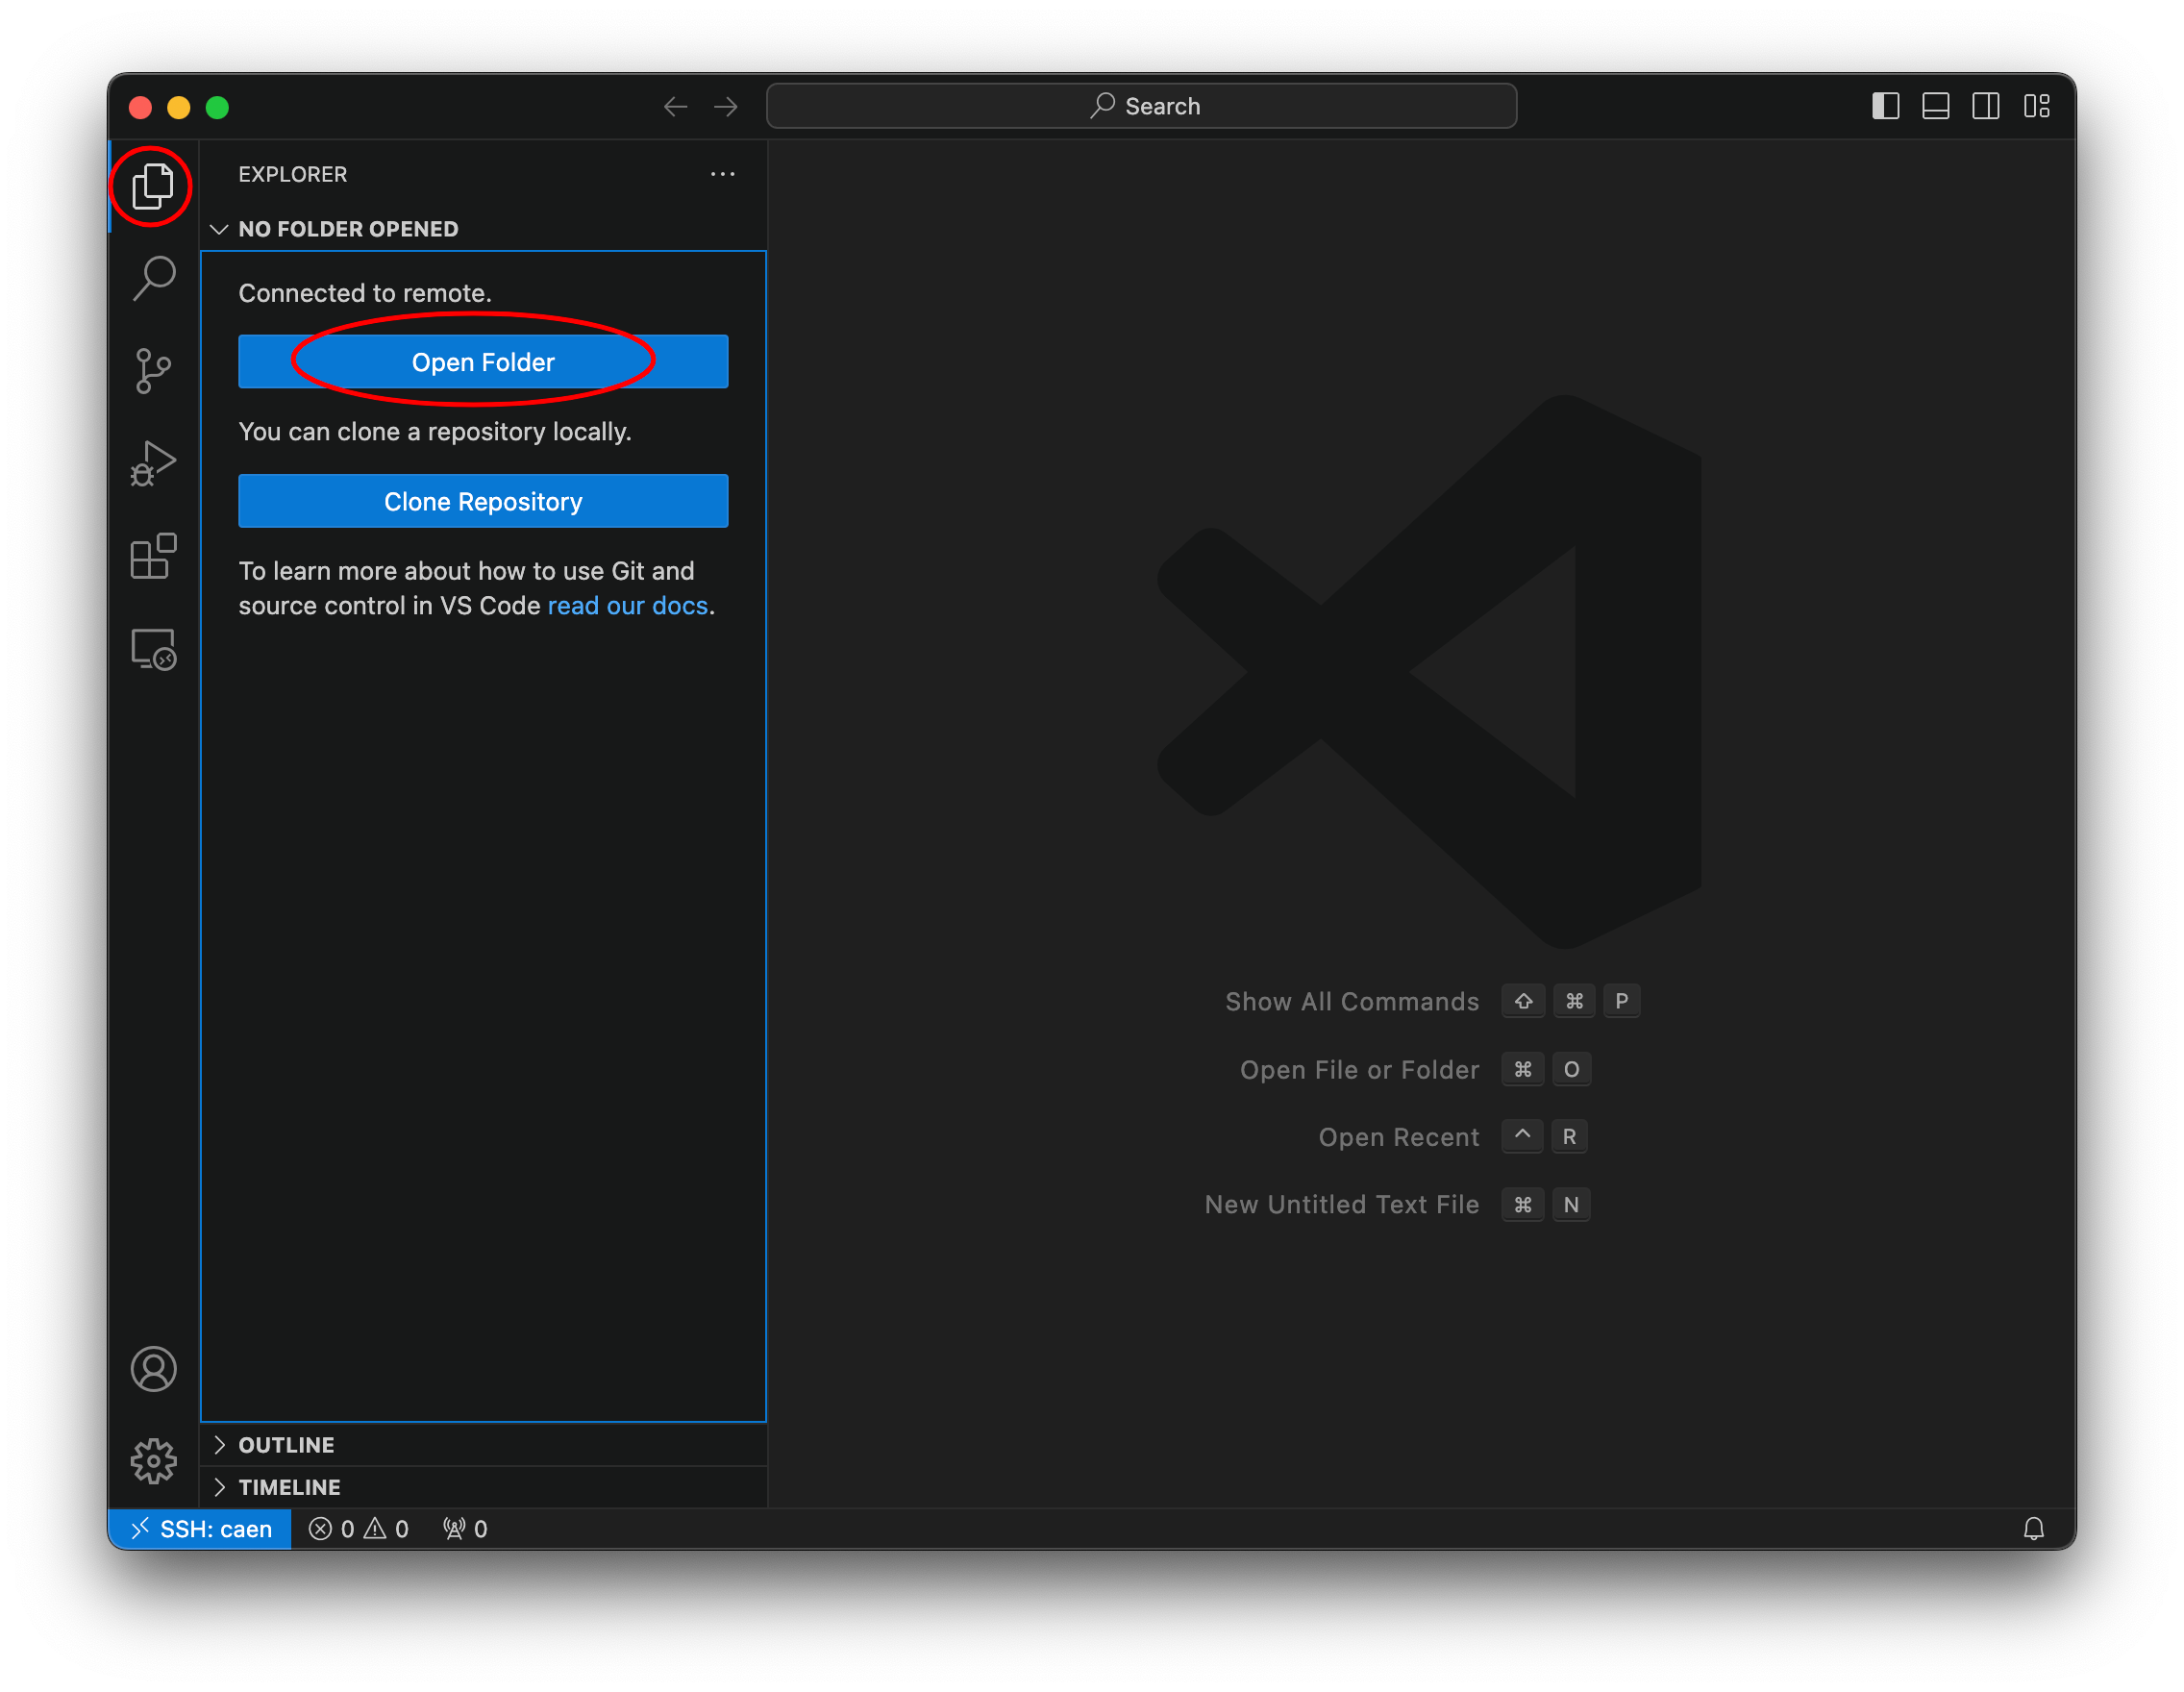 Search
EXPLORER
NO FOLDER OPENED
Connected to remote.
Open Folder
You can clone a repository locally.
Clone Repository
To learn more about how to use Git and
source control in VS Code read our docs.
Show All Commands ⇧ ⌘ P
Open File or Folder ⌘ O
Open Recent ^ R
New Untitled Text File ⌘ N
OUTLINE
TIMELINE
SSH: caen 0 0 0